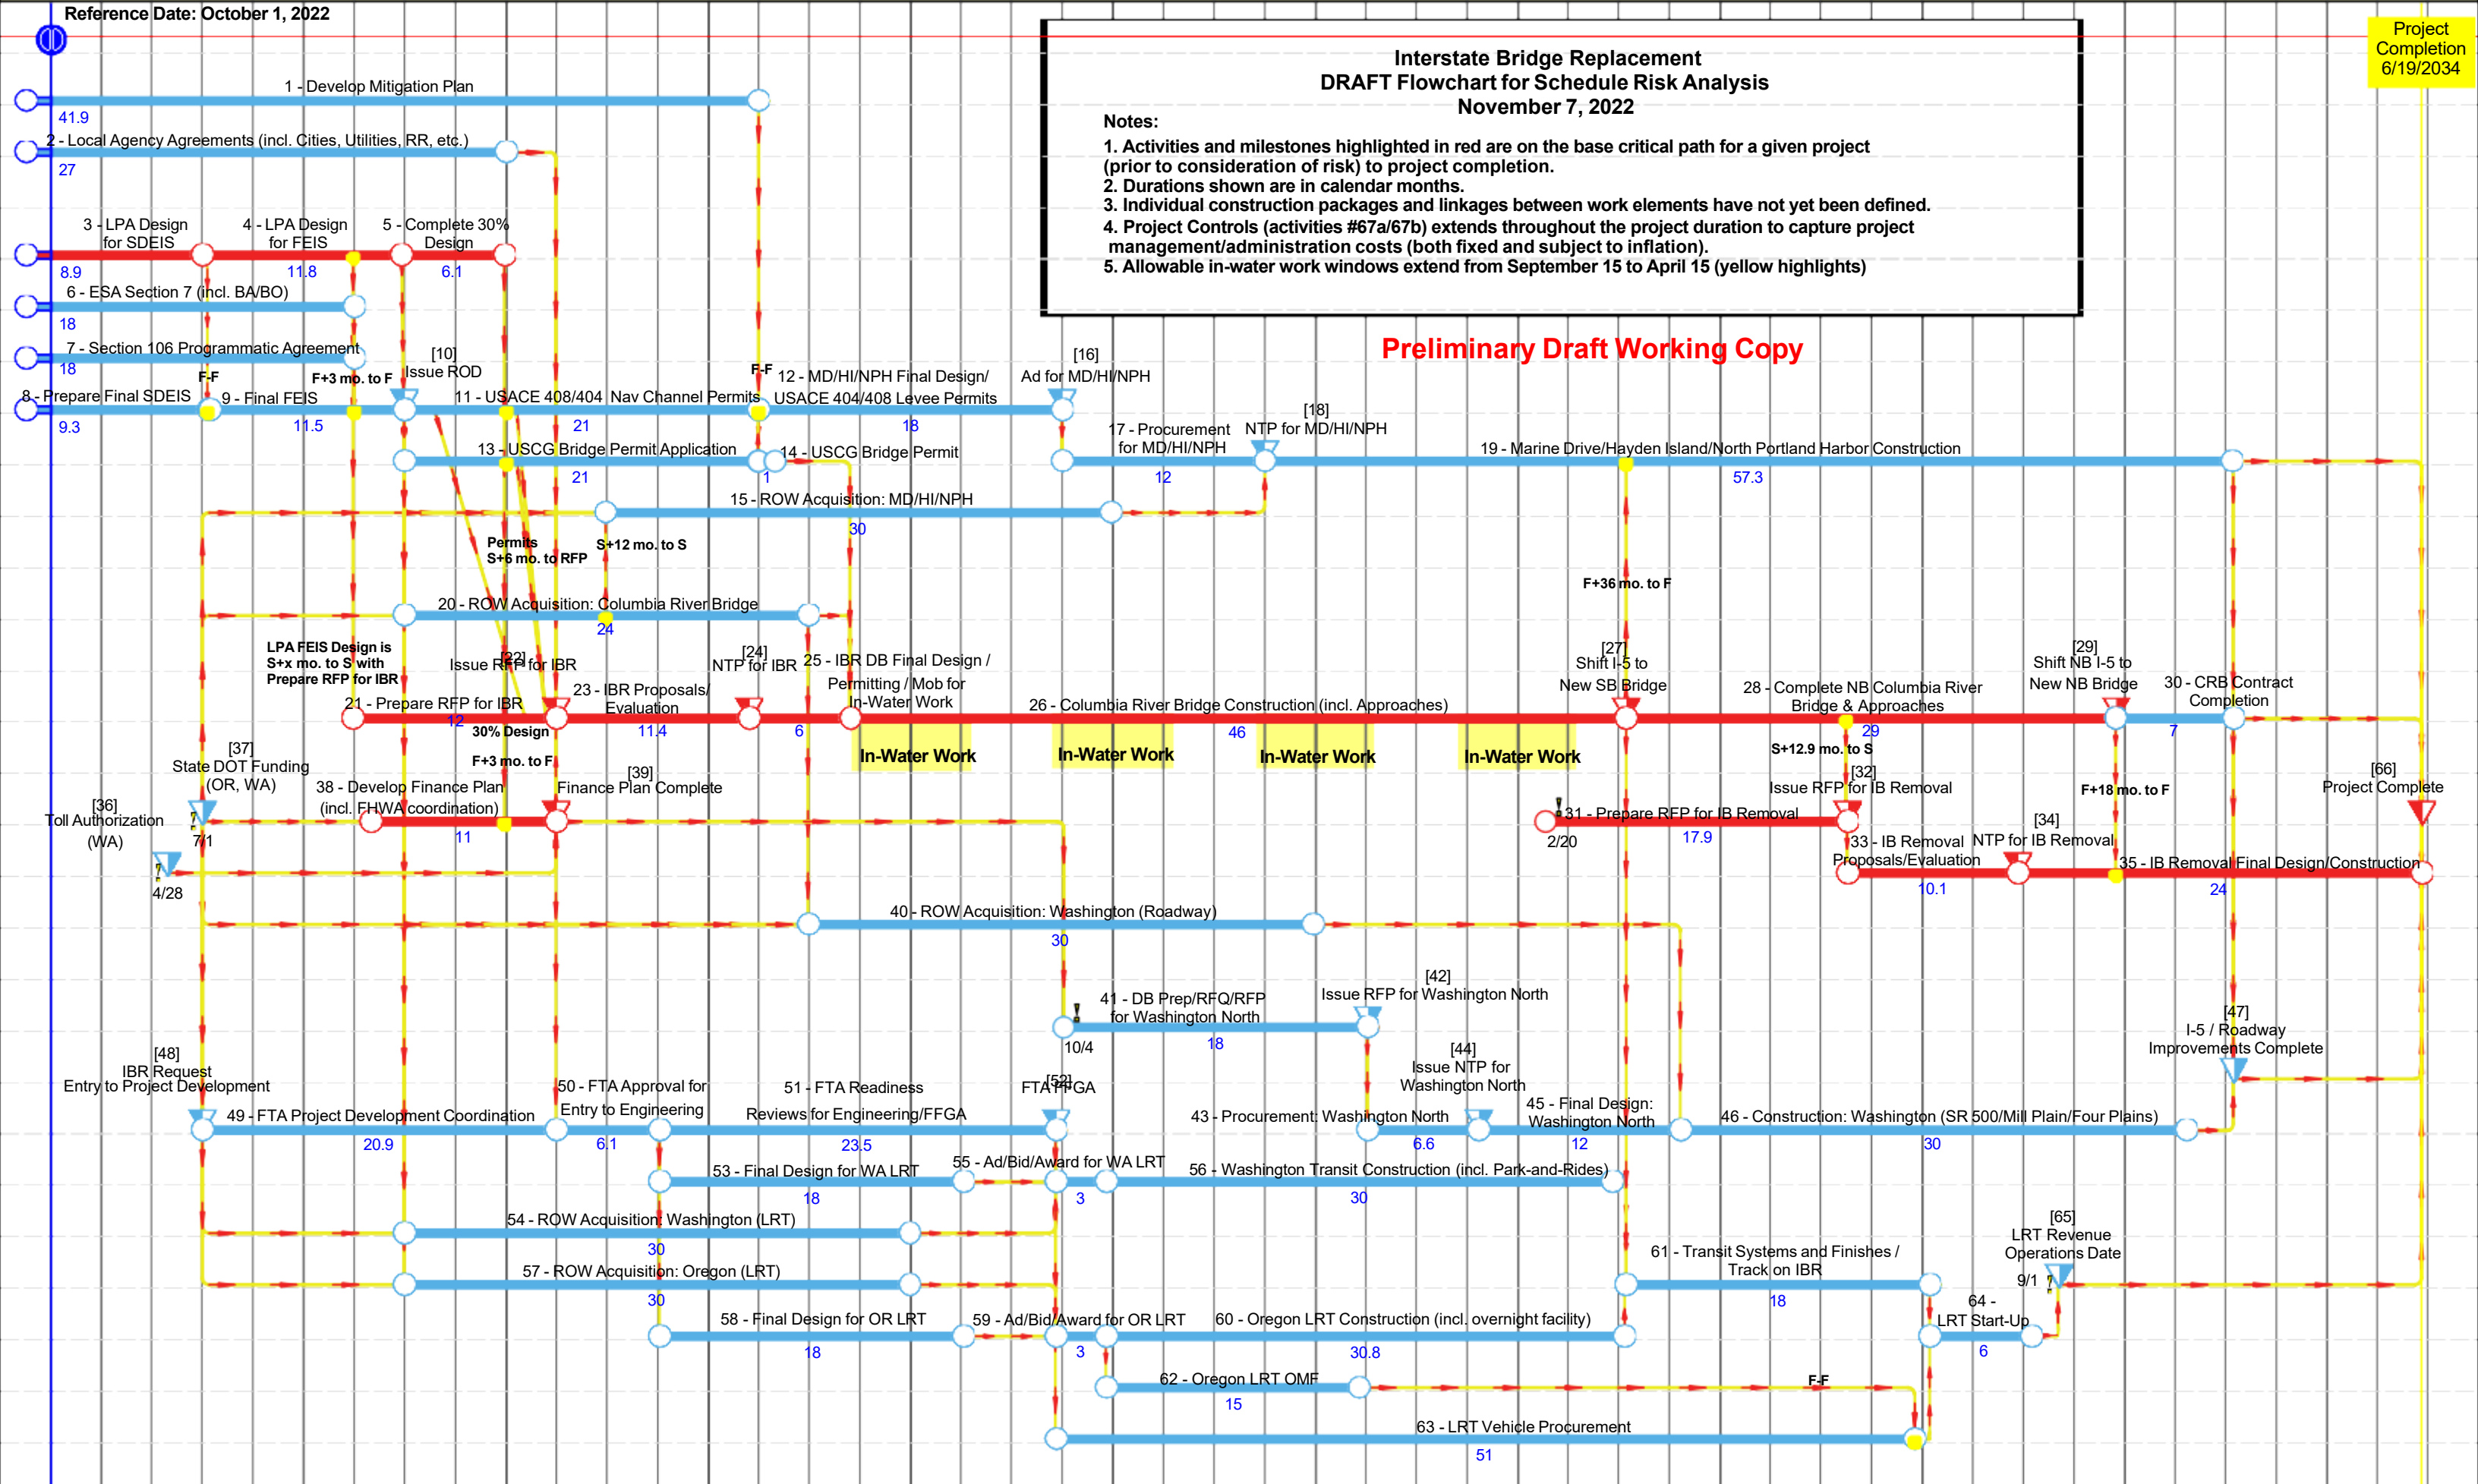 Reference Date: October 1, 2022
Project
Completion
6/19/2034
Interstate Bridge Replacement
DRAFT Flowchart for Schedule Risk Analysis
November 7, 2022
Notes:
1. Activities and milestones highlighted in red are on the base critical path for a given project
(prior to consideration of risk) to project completion.
2. Durations shown are in calendar months.
3. Individual construction packages and linkages between work elements have not yet been defined.
4. Project Controls (activities #67a/67b) extends throughout the project duration to capture project
management/administration costs (both fixed and subject to inflation).
5. Allowable in-water work windows extend from September 15 to April 15 (yellow highlights)
Preliminary Draft Working Copy
1 - Develop Mitigation Plan
41.9
2 - Local Agency Agreements (incl. Cities, Utilities, RR, etc.)
27
3 - LPA Design
for SDEIS
8.9
4 - LPA Design
for FEIS
11.8
5 - Complete 30%
Design
6.1
6 - ESA Section 7 (incl. BA/BO)
18
7 - Section 106 Programmatic Agreement
18
F-F
F+3 mo. to F
[10]
Issue ROD
8 - Prepare Final SDEIS
9.3
9 - Final FEIS
11.5
11 - USACE 408/404 Nav Channel Permits
21
F-F
12 - MD/HI/NPH Final Design/
USACE 404/408 Levee Permits
18
[16]
Ad for MD/HI/NPH
13 - USCG Bridge Permit Application
21
14 - USCG Bridge Permit
1
17 - Procurement
for MD/HI/NPH
12
[18]
NTP for MD/HI/NPH
19 - Marine Drive/Hayden Island/North Portland Harbor Construction
57.3
15 - ROW Acquisition: MD/HI/NPH
30
Permits
S+6 mo. to RFP
S+12 mo. to S
F+36 mo. to F
20 - ROW Acquisition: Columbia River Bridge
24
LPA FEIS Design is
S+x mo. to S with
Prepare RFP for IBR
21 - Prepare RFP for IBR
12
[22]
Issue RFP for IBR
23 - IBR Proposals/
Evaluation
11.4
[24]
NTP for IBR
25 - IBR DB Final Design /
Permitting / Mob for
In-Water Work
6
26 - Columbia River Bridge Construction (incl. Approaches)
46
[27]
Shift I-5 to
New SB Bridge
28 - Complete NB Columbia River
Bridge & Approaches
29
[29]
Shift NB I-5 to
New NB Bridge
30 - CRB Contract
Completion
7
30% Design
F+3 mo. to F
In-Water Work
In-Water Work
In-Water Work
In-Water Work
S+12.9 mo. to S
F+18 mo. to F
[36]
Toll Authorization
(WA)
4/28
[37]
State DOT Funding
(OR, WA)
7/1
38 - Develop Finance Plan
(incl. FHWA coordination)
11
[39]
Finance Plan Complete
31 - Prepare RFP for IB Removal
2/20
17.9
[32]
Issue RFP for IB Removal
33 - IB Removal
Proposals/Evaluation
10.1
[34]
NTP for IB Removal
35 - IB Removal Final Design/Construction
24
[66]
Project Complete
40 - ROW Acquisition: Washington (Roadway)
30
41 - DB Prep/RFQ/RFP
for Washington North
10/4
18
[42]
Issue RFP for Washington North
[47]
I-5 / Roadway
Improvements Complete
[48]
IBR Request
Entry to Project Development
49 - FTA Project Development Coordination
20.9
50 - FTA Approval for
Entry to Engineering
6.1
51 - FTA Readiness
Reviews for Engineering/FFGA
23.5
[52]
FTA FFGA
43 - Procurement: Washington North
6.6
[44]
Issue NTP for
Washington North
45 - Final Design:
Washington North
12
46 - Construction: Washington (SR 500/Mill Plain/Four Plains)
30
53 - Final Design for WA LRT
18
55 - Ad/Bid/Award for WA LRT
3
56 - Washington Transit Construction (incl. Park-and-Rides)
30
54 - ROW Acquisition: Washington (LRT)
30
57 - ROW Acquisition: Oregon (LRT)
30
61 - Transit Systems and Finishes /
Track on IBR
18
[65]
LRT Revenue
Operations Date
9/1
58 - Final Design for OR LRT
18
59 - Ad/Bid/Award for OR LRT
3
60 - Oregon LRT Construction (incl. overnight facility)
30.8
64 -
LRT Start-Up
6
62 - Oregon LRT OMF
15
F-F
63 - LRT Vehicle Procurement
51